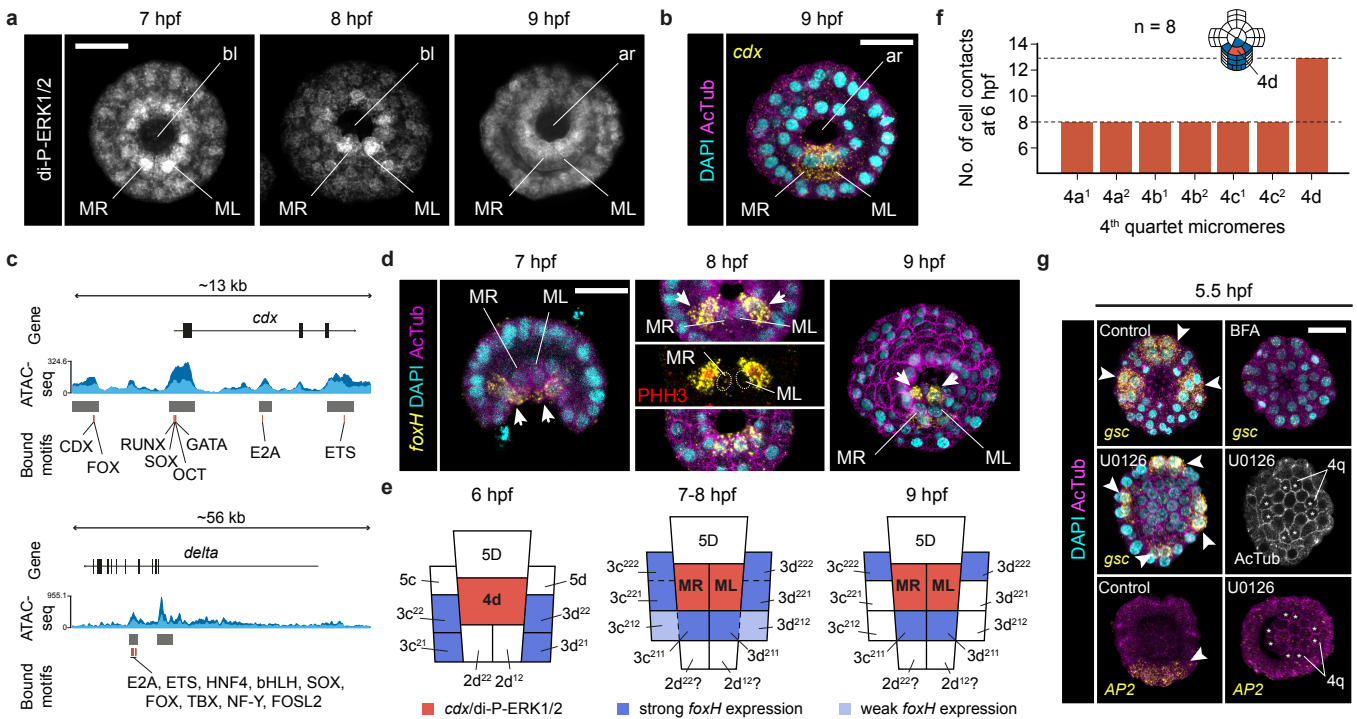 a
7 hpf
8 hpf
9 hpf
di-P-ERK1/2
bl
MR
ML
bl
MR
ML
ar
MR
ML
b
9 hpf
DAPI AcTub
cdx
ar
MR
ML
f
No. of cell contacts
at 6 hpf
14
12
10
8
6
n = 8
4d
4a¹
4a²
4b¹
4b²
4c¹
4c²
4d
4th quartet micromeres
c
~13 kb
Gene
cdx
ATAC-
seq
324.6
0
Bound
motifs
CDX
FOX
RUNX
SOX
GATA
OCT
E2A
ETS
~56 kb
Gene
delta
ATAC-
seq
955.1
0
Bound
motifs
E2A, ETS, HNF4, bHLH, SOX,
FOX, TBX, NF-Y, FOSL2
d
7 hpf
8 hpf
9 hpf
foxH DAPI AcTub
MR
ML
MR
ML
MR
PHH3
ML
MR
ML
e
6 hpf
7-8 hpf
9 hpf
5D
5c
5d
4d
3c²²
3d²²
3c²¹
3d²¹
2d²² 2d¹²
5D
3c²²²
3d²²²
MR
ML
3c²²¹
3d²²¹
3c²¹²
3d²¹²
3c²¹¹
3d²¹¹
2d²²?
2d¹²?
5D
3c²²²
3d²²²
MR
ML
3c²²¹
3d²²¹
3c²¹²
3d²¹²
3c²¹¹
3d²¹¹
2d²²?
2d¹²?
cdx/di-P-ERK1/2
strong foxH expression
weak foxH expression
g
5.5 hpf
DAPI AcTub
Control
gsc
BFA
gsc
U0126
gsc
U0126
4q
AcTub
Control
AP2
U0126
4q
AP2